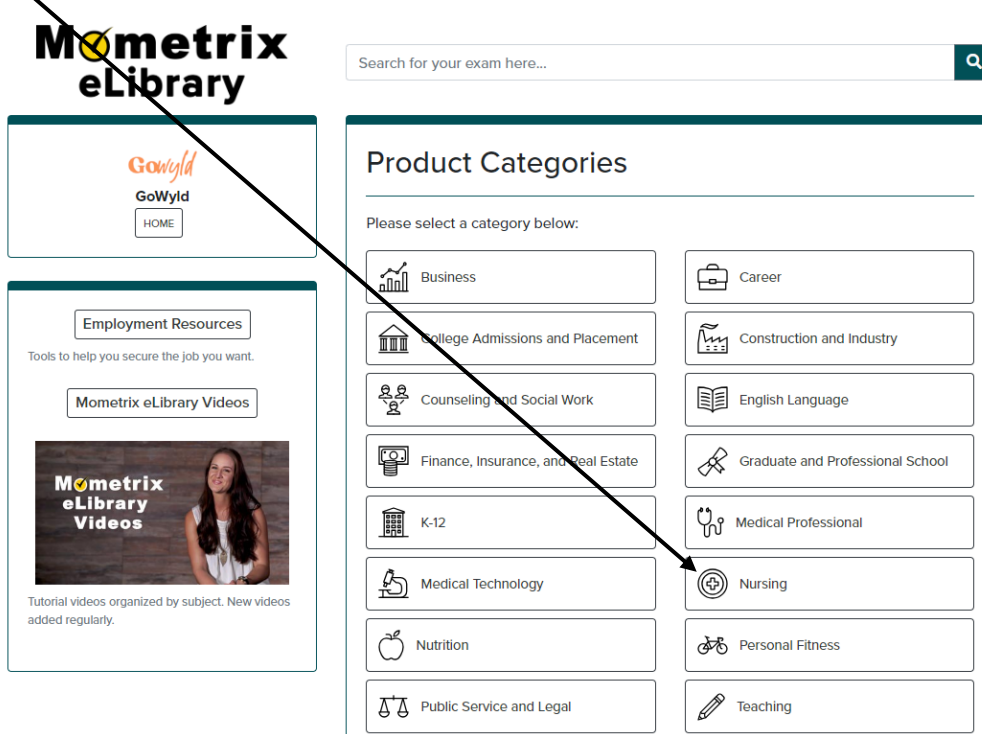 Mometrix
eLibrary
Search for your exam here...
Gowyld
GoWyld
HOME
Employment Resources
Tools to help you secure the job you want.
Mometrix eLibrary Videos
Mometrix
eLibrary
Videos
Tutorial videos organized by subject. New videos
added regularly.
Product Categories
Please select a category below:
Business
Career
College Admissions and Placement
Construction and Industry
Counseling and Social Work
English Language
Finance, Insurance, and Real Estate
Graduate and Professional School
K-12
Medical Professional
Medical Technology
Nursing
Nutrition
Personal Fitness
Public Service and Legal
Teaching